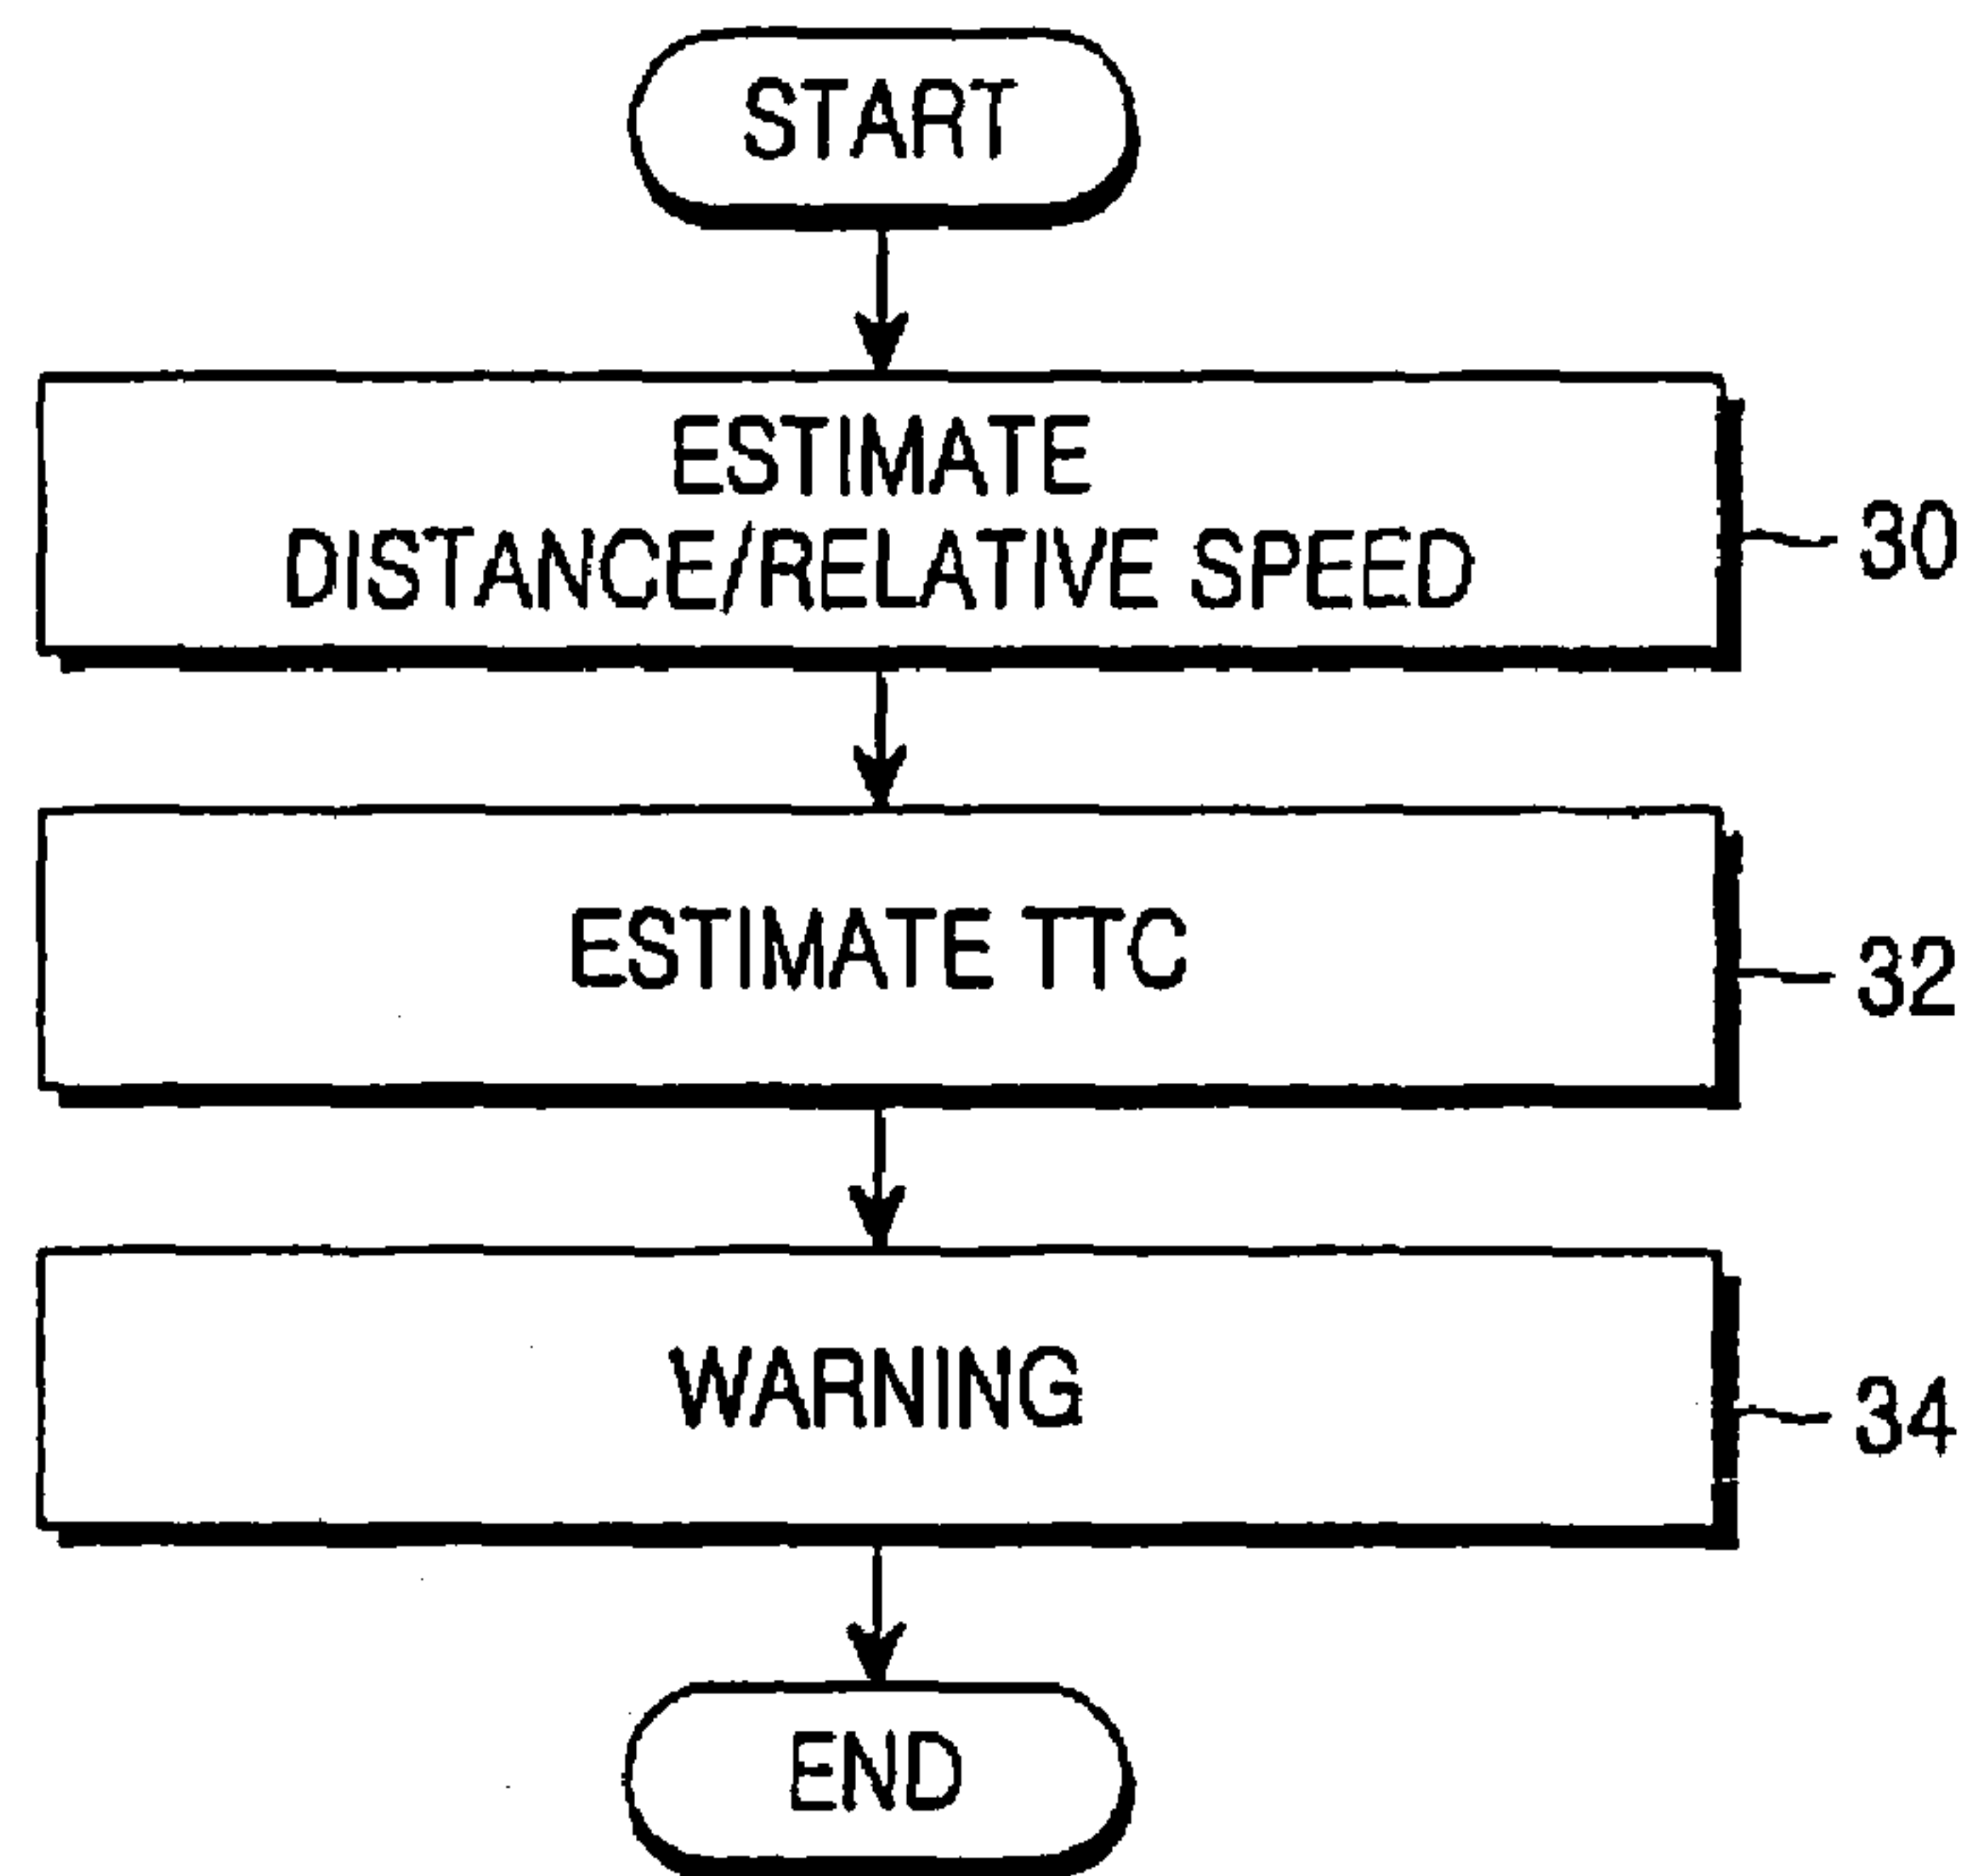 START
ESTIMATE
DISTANCE/RELATIVE SPEED
30
ESTIMATE TTC
32
WARNING
34
END